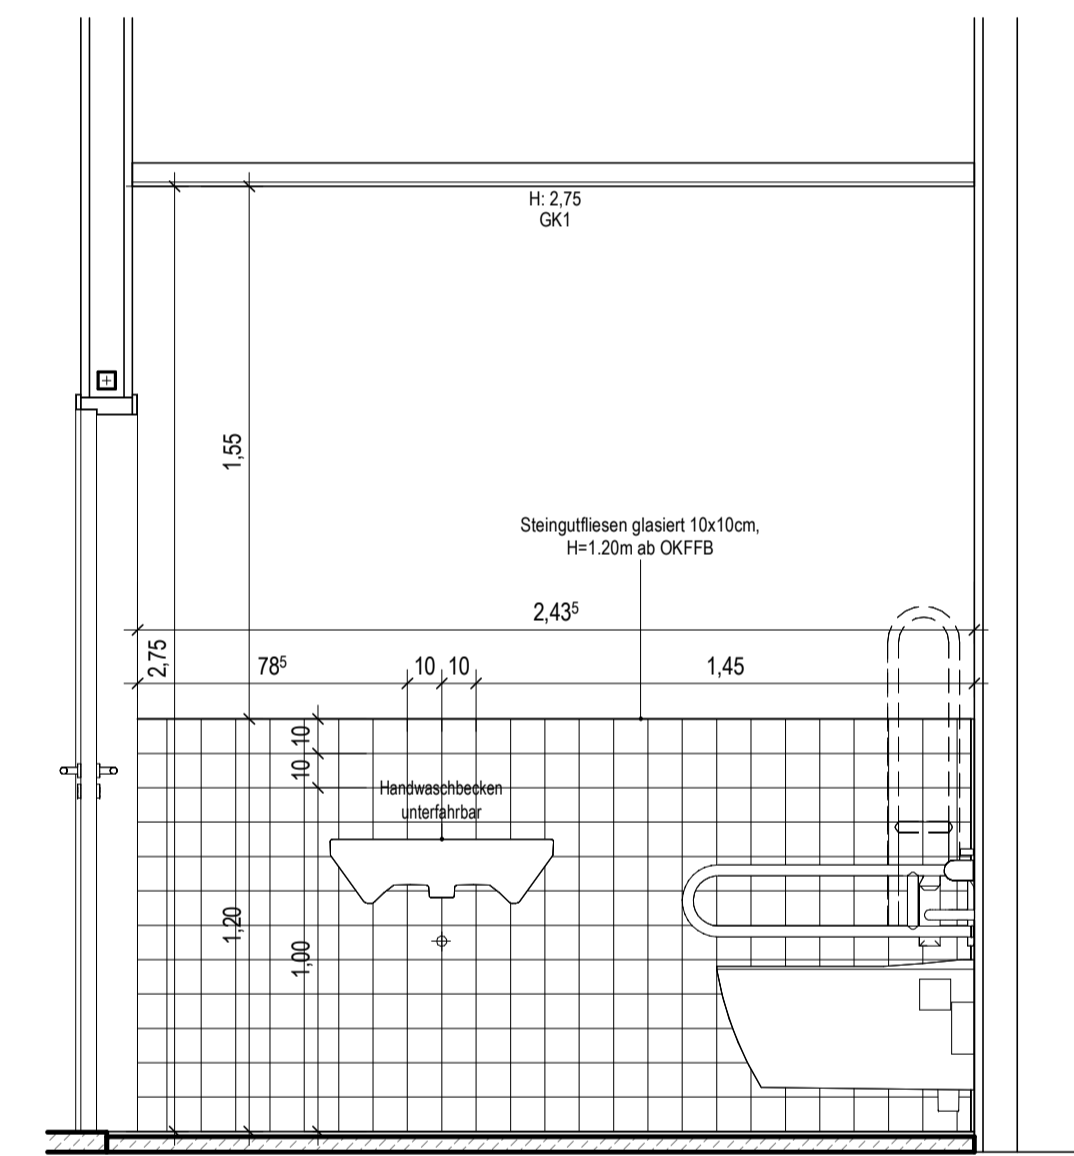 H: 2,75
GK1
1,55
Steingutfliesen glasiert 10x10cm,
H=1.20m ab OKFFB
2,43⁵
2,75
78⁵
10
10
1,45
10
10
Handwaschbecken
unterfahrbar
1,20
1,00